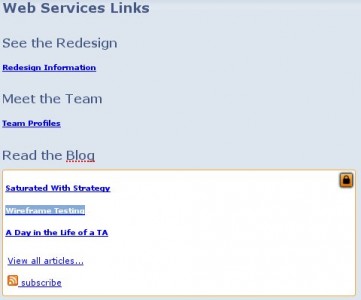 Web Services Links
See the Redesign
Redesign Information
Meet the Team
Team Profiles
Read the Blog
Saturated With Strategy
Wireframe Testing
A Day in the Life of a TA
View all articles...
subscribe